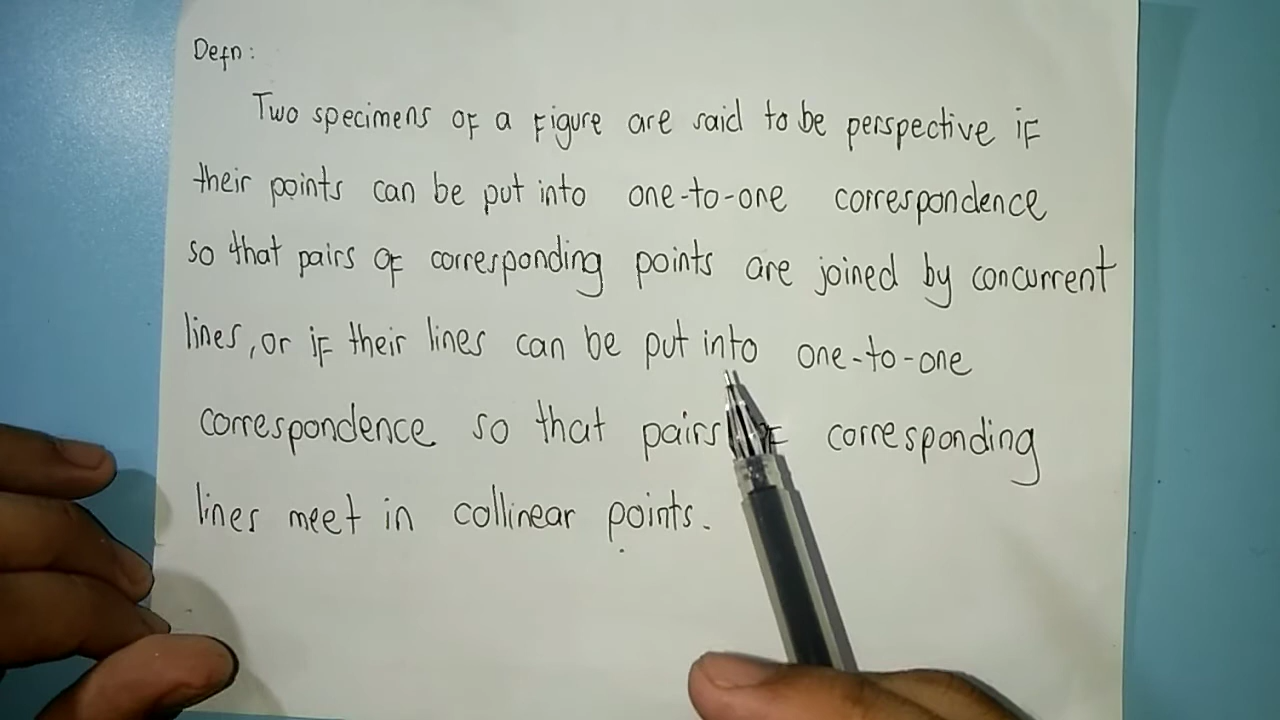 Defn:
Two specimens of a figure are said to be perspective if
their points can be put into one-to-one correspondence
so that pairs of corresponding points are joined by concurrent
lines, or if their lines can be put into one-to-one
correspondence so that pairs of corresponding
lines meet in collinear points.